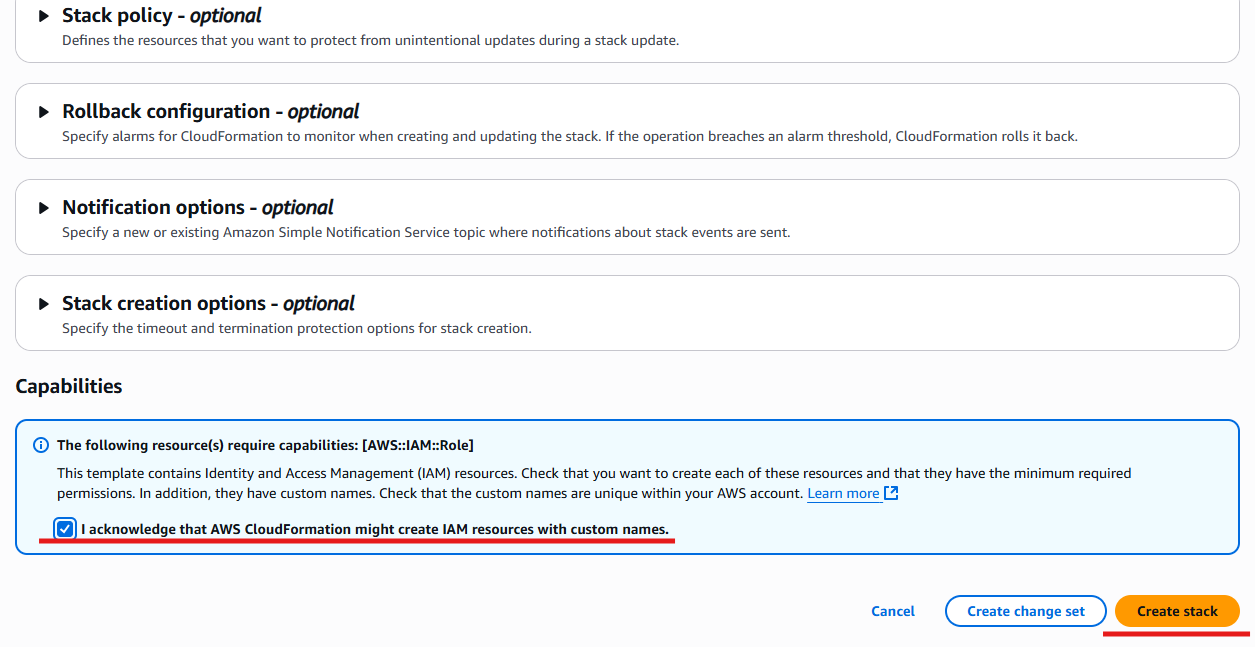 Stack policy - optional
Defines the resources that you want to protect from unintentional updates during a stack update.
Rollback configuration - optional
Specify alarms for CloudFormation to monitor when creating and updating the stack. If the operation breaches an alarm threshold, CloudFormation rolls it back.
Notification options - optional
Specify a new or existing Amazon Simple Notification Service topic where notifications about stack events are sent.
Stack creation options - optional
Specify the timeout and termination protection options for stack creation.
Capabilities
The following resource(s) require capabilities: [AWS::IAM::Role]
This template contains Identity and Access Management (IAM) resources. Check that you want to create each of these resources and that they have the minimum required
permissions. In addition, they have custom names. Check that the custom names are unique within your AWS account. Learn more
I acknowledge that AWS CloudFormation might create IAM resources with custom names.
Cancel Create change set Create stack